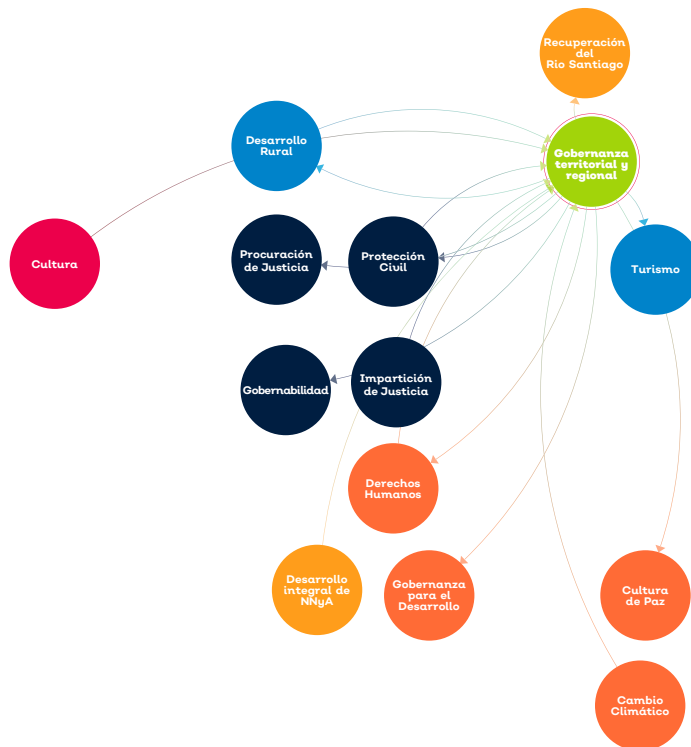 Recuperación
del
Rio Santiago
Desarrollo
Rural
Gobernanza
territorial y
regional
Cultura
Procuración
de Justicia
Protección
Civil
Turismo
Gobernabilidad
Impartición
de Justicia
Derechos
Humanos
Desarrollo
integral de
NNyA
Gobernanza
para el
Desarrollo
Cultura
de Paz
Cambio
Climático